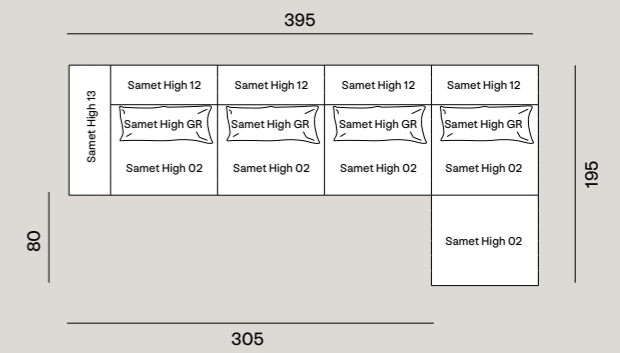 395
Samet High 13
Samet High 12 Samet High 12 Samet High 12 Samet High 12
Samet High GR Samet High GR Samet High GR Samet High GR
Samet High 02 Samet High 02 Samet High 02 Samet High 02
195
80
Samet High 02
305